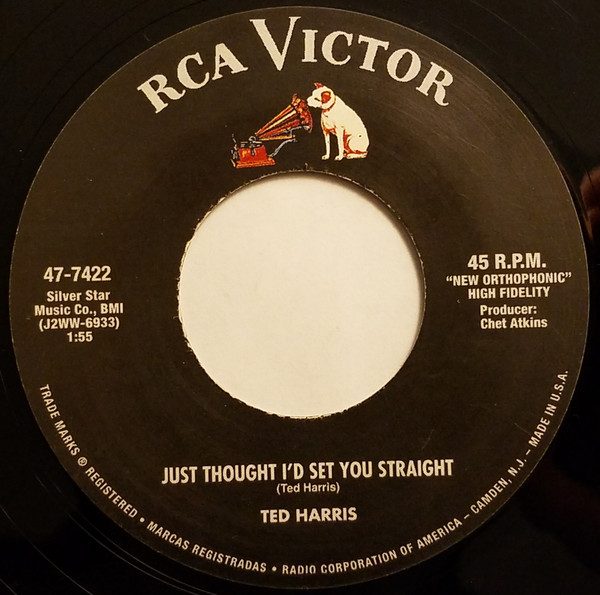 RCA VICTOR
47-7422
Silver Star
Music Co., BMI
(J2WW-6933)
1:55
45 R.P.M.
"NEW ORTHOPHONIC"
HIGH FIDELITY
Producer:
Chet Atkins
JUST THOUGHT I'D SET YOU STRAIGHT
(Ted Harris)
TED HARRIS
TRADE MARKS ® REGISTERED • MARCAS REGISTRADAS • RADIO CORPORATION OF AMERICA – CAMDEN, N.J. – MADE IN U.S.A.